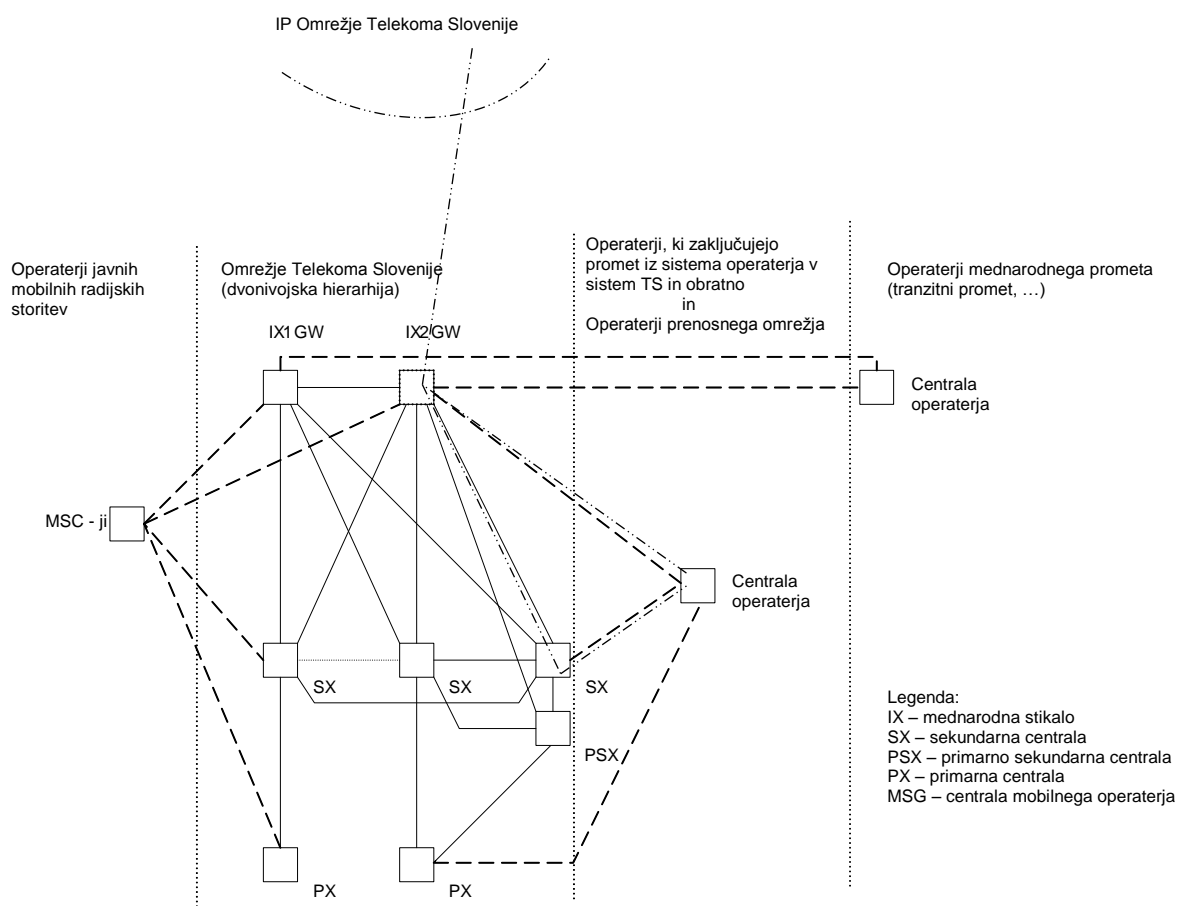 IP Omrežje Telekoma Slovenije
Operaterji javnih
mobilnih radijskih
storitev
Omrežje Telekoma Slovenije
(dvonivojska hierarhija)
Operaterji, ki zaključujejo
promet iz sistema operaterja v
sistem TS in obratno
in
Operaterji prenosnega omrežja
Operaterji mednarodnega prometa
(tranzitni promet, …)
IX1 GW
IX2 GW
Centrala
operaterja
MSC - ji
Centrala
operaterja
SX
SX
SX
PSX
PX
PX
Legenda:
IX – mednarodna stikalo
SX – sekundarna centrala
PSX – primarno sekundarna centrala
PX – primarna centrala
MSG – centrala mobilnega operaterja